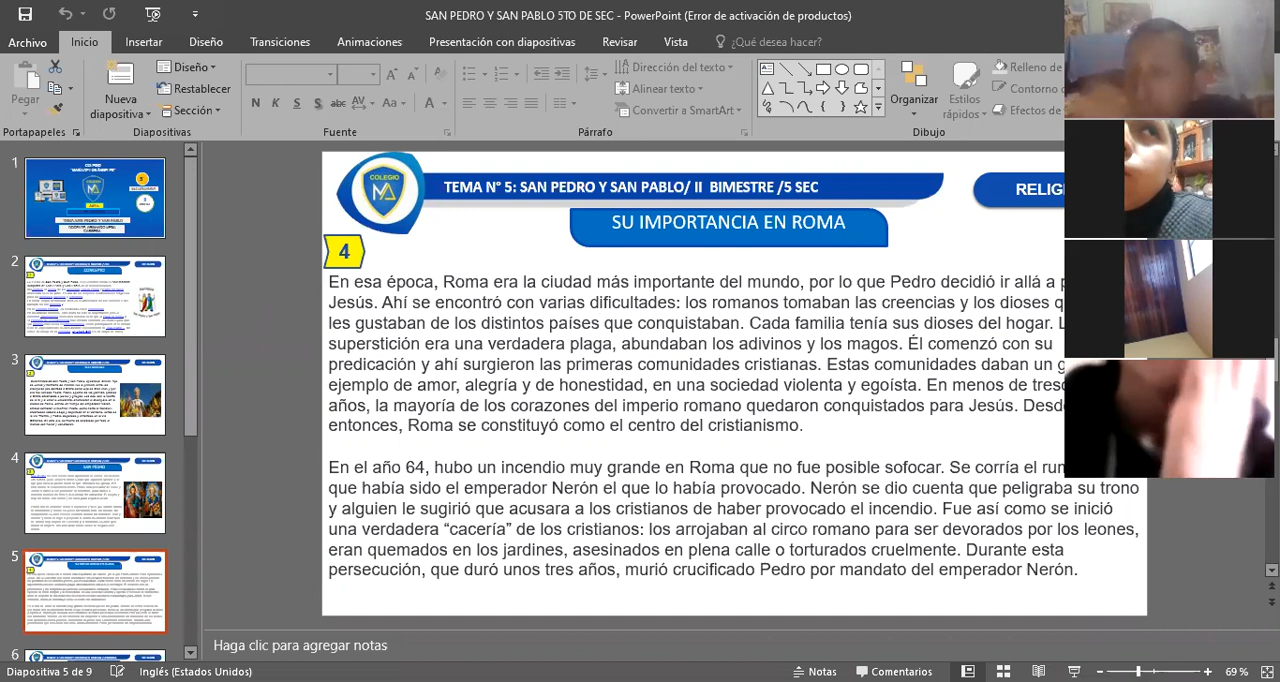 SAN PEDRO Y SAN PABLO 5TO DE SEC - PowerPoint (Error de activación de productos)
Archivo Inicio Insertar Diseño Transiciones Animaciones Presentación con diapositivas Revisar Vista ¿Qué desea hacer?
Pegar
Portapapeles
Nueva diapositiva
Diseño
Restablecer
Sección
Diapositivas
N K S S abc AV Aa A
Fuente
Dirección del texto
Alinear texto
Convertir a SmartArt
Párrafo
Organizar
Estilos rápidos
Relleno de
Contorno
Efectos de
Dibujo
1
2
3
4
5
6
COLEGIO
MA
TEMA N° 5: SAN PEDRO Y SAN PABLO/ II BIMESTRE /5 SEC
RELIG
SU IMPORTANCIA EN ROMA
4
En esa época, Roma era la ciudad más importante del mundo, por lo que Pedro decidió ir allá a p
Jesús. Ahí se encontró con varias dificultades: los romanos tomaban las creencias y los dioses q
les gustaban de los distintos países que conquistaban. Cada familia tenía sus dioses del hogar. L
superstición era una verdadera plaga, abundaban los adivinos y los magos. Él comenzó con su
predicación y ahí surgieron las primeras comunidades cristianas. Estas comunidades daban un g
ejemplo de amor, alegría y de honestidad, en una sociedad violenta y egoísta. En menos de tresc
años, la mayoría de los corazones del imperio romano quedaron conquistados para Jesús. Desde
entonces, Roma se constituyó como el centro del cristianismo.
En el año 64, hubo un incendio muy grande en Roma que no fue posible sofocar. Se corría el rum
que había sido el emperador Nerón el que lo había provocado. Nerón se dio cuenta que peligraba su trono
y alguien le sugirió que acusara a los cristianos de haber provocado el incendio. Fue así como se inició
una verdadera "cacería" de los cristianos: los arrojaban al circo romano para ser devorados por los leones,
eran quemados en los jardines, asesinados en plena calle o torturados cruelmente. Durante esta
persecución, que duró unos tres años, murió crucificado Pedro por mandato del emperador Nerón.
Haga clic para agregar notas
Diapositiva 5 de 9 Inglés (Estados Unidos) Notas Comentarios 69 %